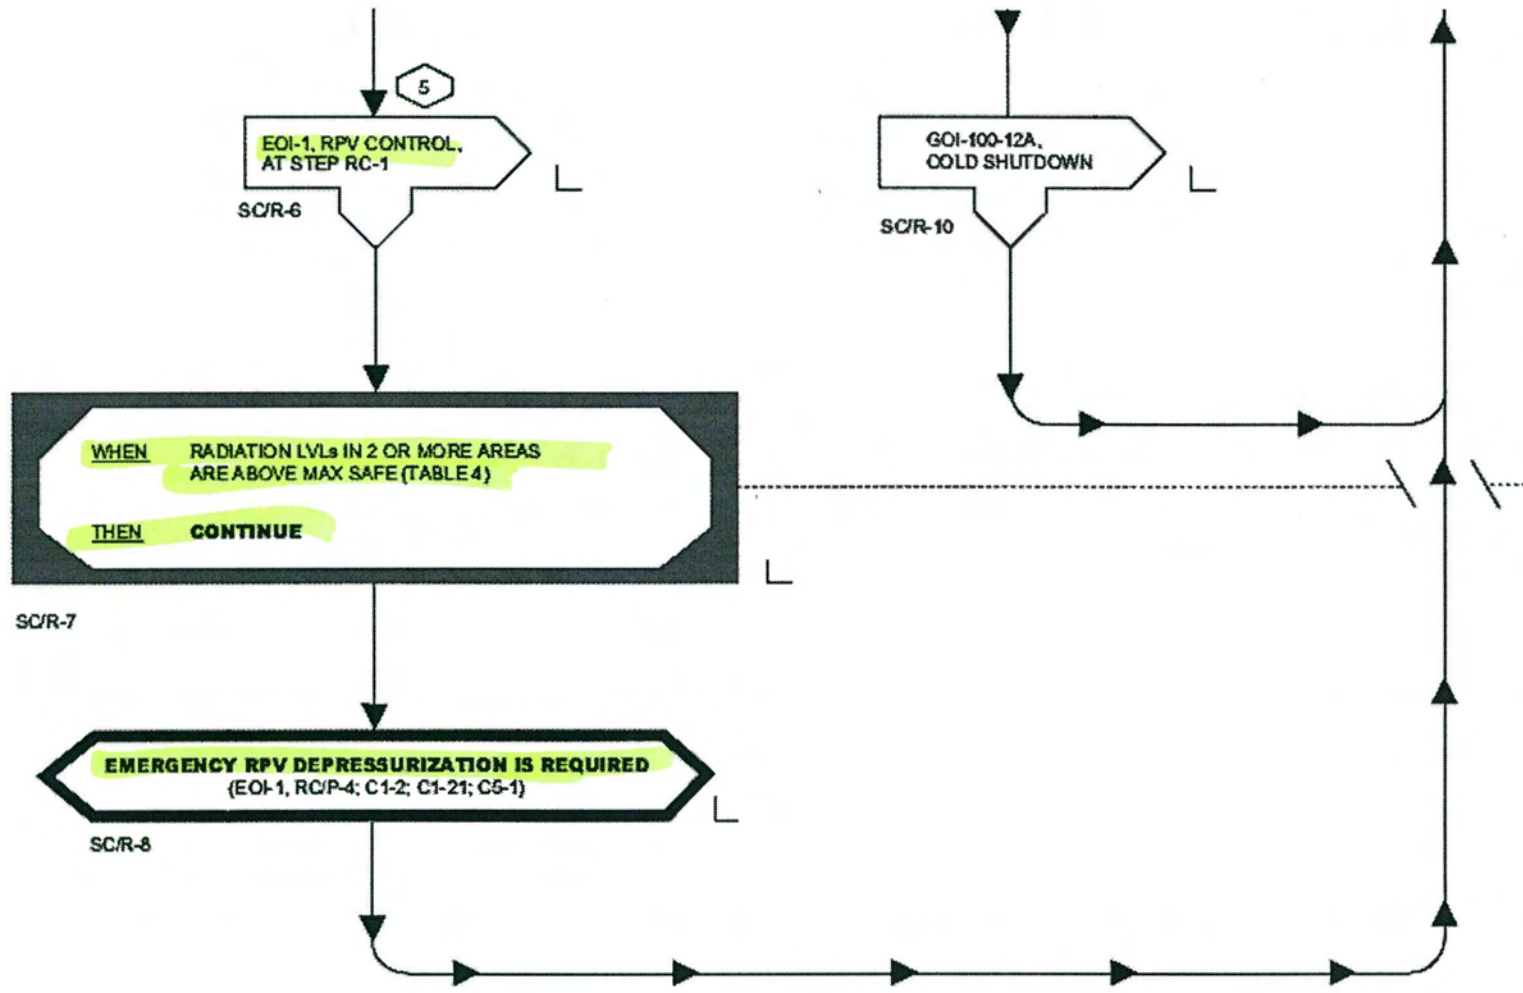 5
EOI-1, RPV CONTROL,
AT STEP RC-1
SC/R-6
GOI-100-12A,
COLD SHUTDOWN
SC/R-10
WHEN RADIATION LVLs IN 2 OR MORE AREAS
ARE ABOVE MAX SAFE (TABLE 4)
THEN CONTINUE
SC/R-7
EMERGENCY RPV DEPRESSURIZATION IS REQUIRED
(EOI-1, RC/P-4; C1-2; C1-21; C5-1)
SC/R-8